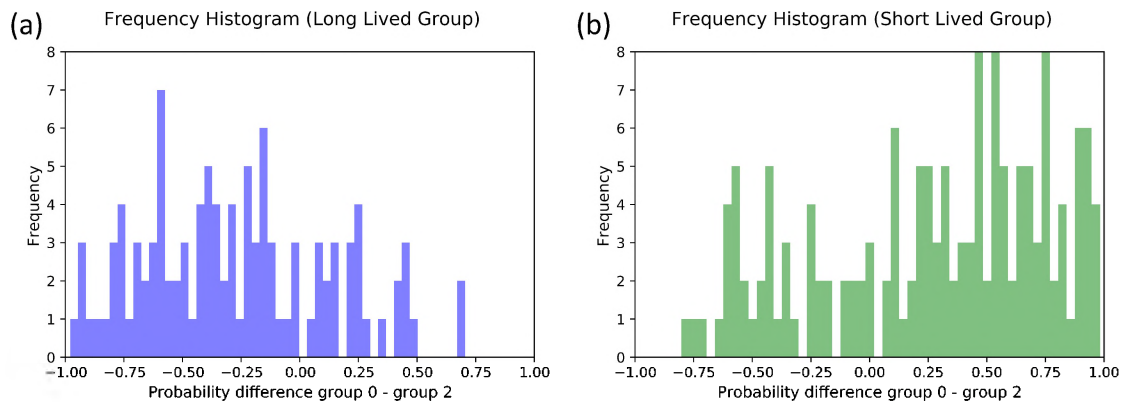 (a) Frequency Histogram (Long Lived Group)
8
7
6
5
4
3
2
1
0
Frequency
−1.00 −0.75 −0.50 −0.25 0.00 0.25 0.50 0.75 1.00
Probability difference group 0 - group 2
(b) Frequency Histogram (Short Lived Group)
8
7
6
5
4
3
2
1
0
Frequency
−1.00 −0.75 −0.50 −0.25 0.00 0.25 0.50 0.75 1.00
Probability difference group 0 - group 2